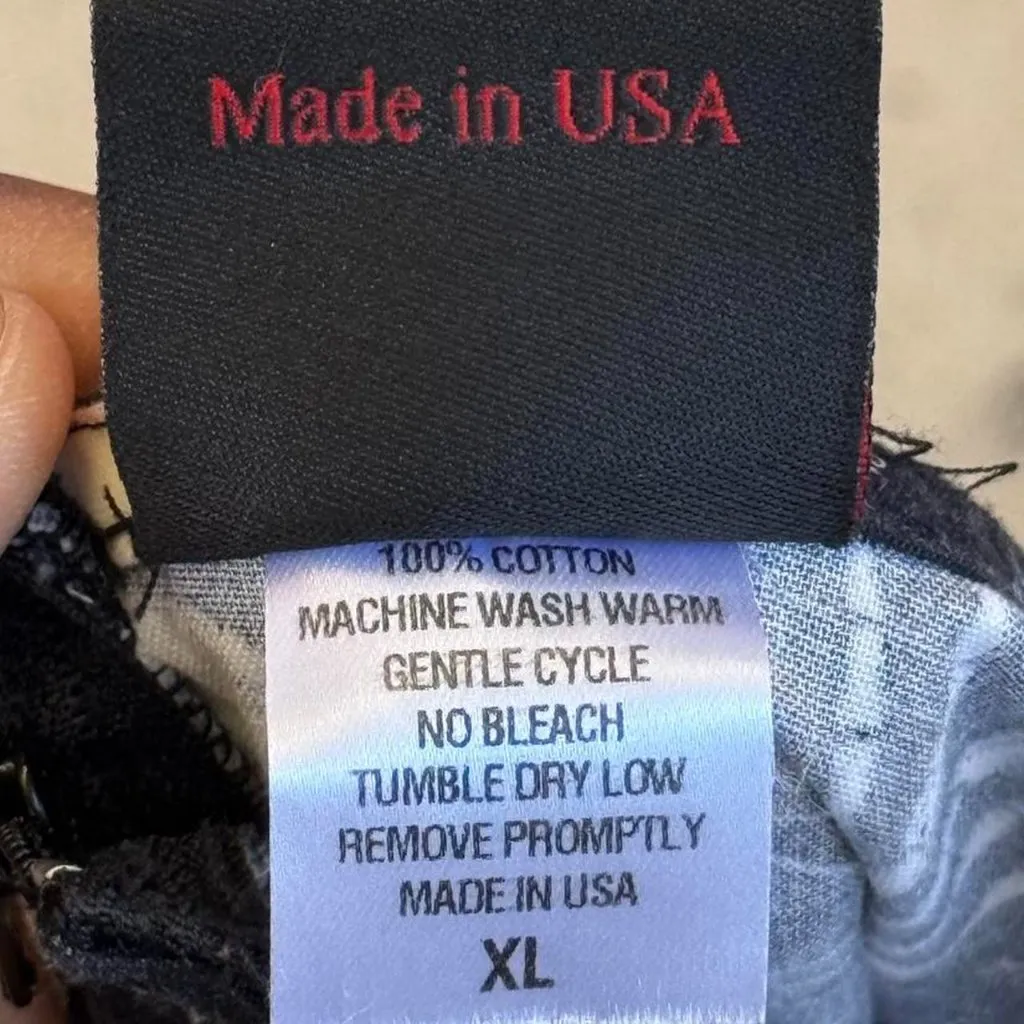 Made in USA
100% COTTON
MACHINE WASH WARM
GENTLE CYCLE
NO BLEACH
TUMBLE DRY LOW
REMOVE PROMPTLY
MADE IN USA
XL